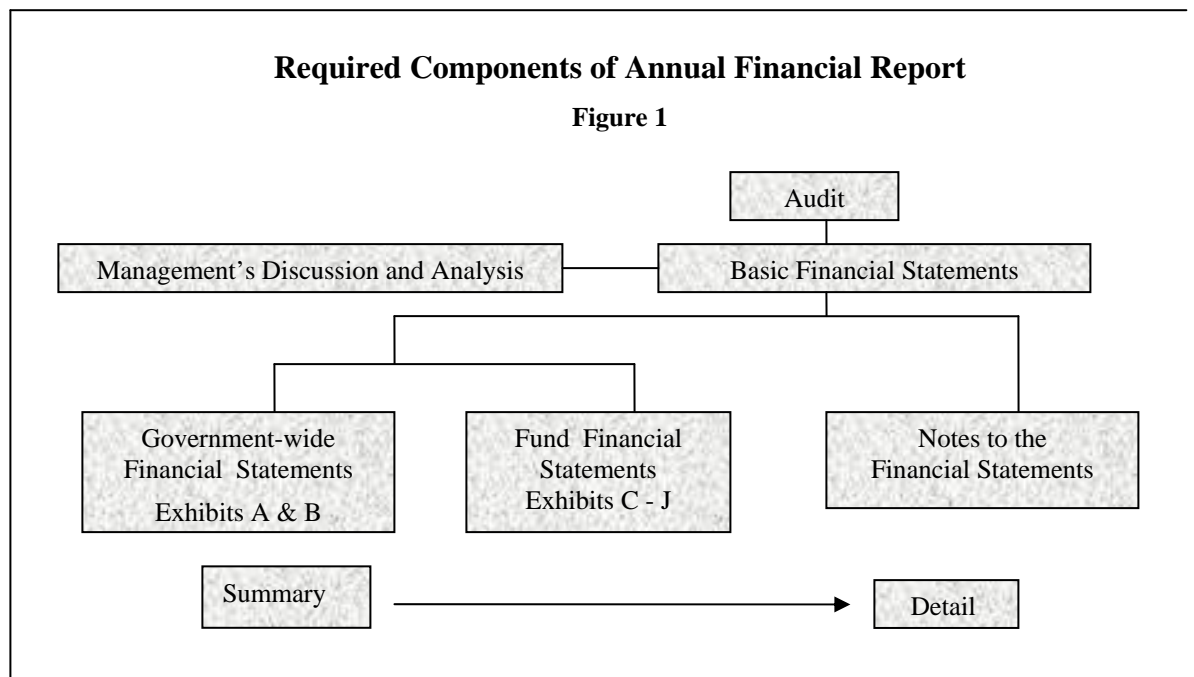 Required Components of Annual Financial Report
Figure 1
Audit
Management’s Discussion and Analysis
Basic Financial Statements
Government-wide
Financial Statements
Exhibits A & B
Fund Financial
Statements
Exhibits C - J
Notes to the
Financial Statements
Summary
Detail